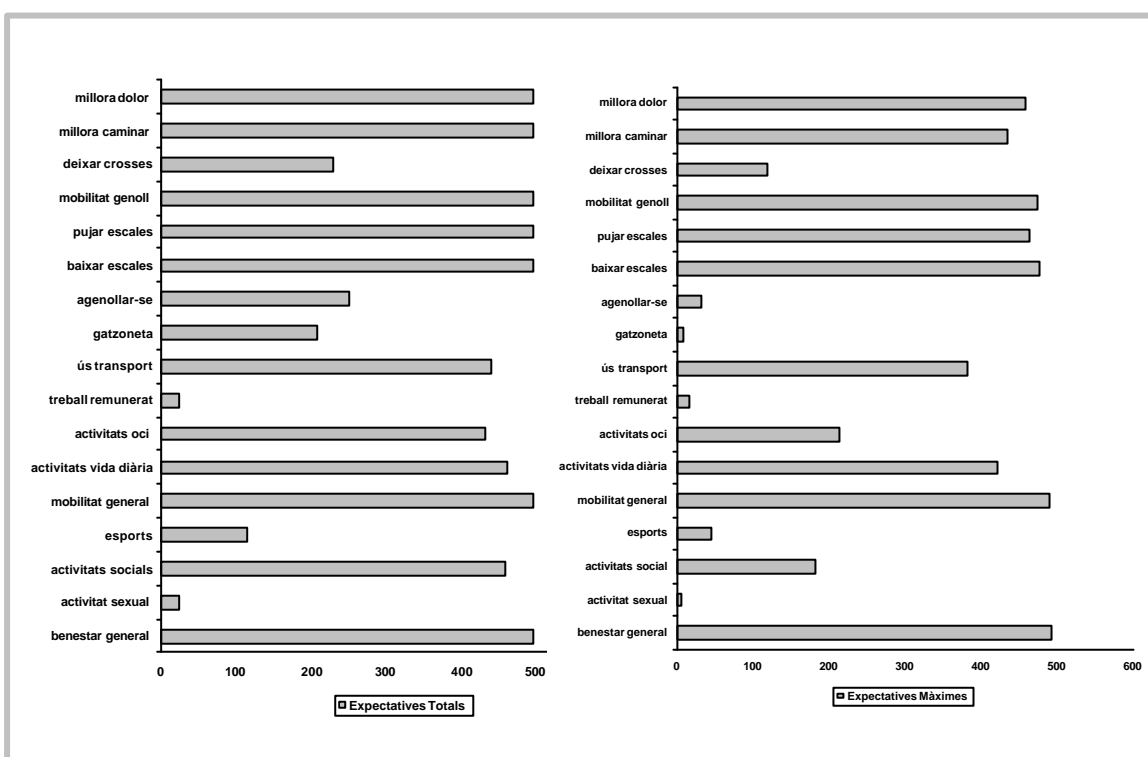 millora dolor
millora caminar
deixar crosses
mobilitat genoll
pujar escales
baixar escales
agenollar-se
gatzoneta
ús transport
treball remunerat
activitats oci
activitats vida diària
mobilitat general
esports
activitats socials
activitat sexual
benestar general
0 100 200 300 400 500
Expectatives Totals
millora dolor
millora caminar
deixar crosses
mobilitat genoll
pujar escales
baixar escales
agenollar-se
gatzoneta
ús transport
treball remunerat
activitats oci
activitats vida diària
mobilitat general
esports
activitats social
activitat sexual
benestar general
0 100 200 300 400 500 600
Expectatives Màximes